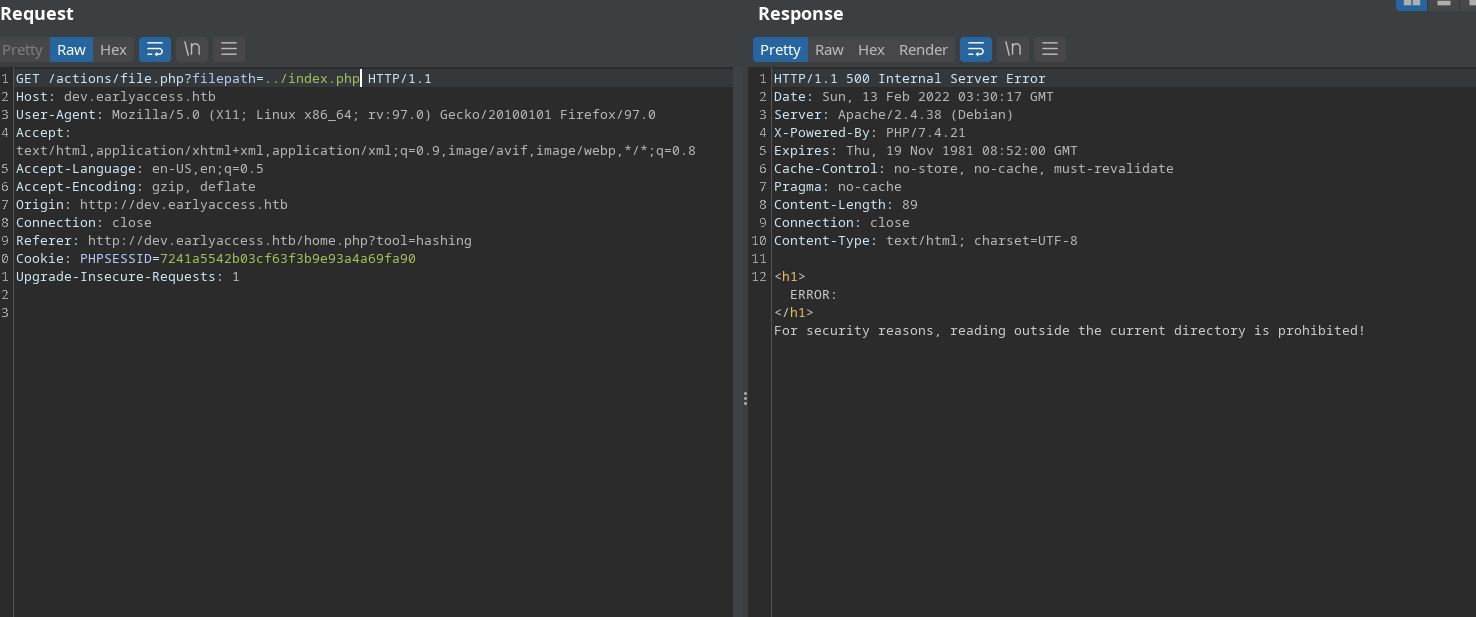 Request
Pretty Raw Hex \n
1 GET /actions/file.php?filepath=../index.php HTTP/1.1
2 Host: dev.earlyaccess.htb
3 User-Agent: Mozilla/5.0 (X11; Linux x86_64; rv:97.0) Gecko/20100101 Firefox/97.0
4 Accept:
text/html,application/xhtml+xml,application/xml;q=0.9,image/avif,image/webp,*/*;q=0.8
5 Accept-Language: en-US,en;q=0.5
6 Accept-Encoding: gzip, deflate
7 Origin: http://dev.earlyaccess.htb
8 Connection: close
9 Referer: http://dev.earlyaccess.htb/home.php?tool=hashing
0 Cookie: PHPSESSID=7241a5542b03cf63f3b9e93a4a69fa90
1 Upgrade-Insecure-Requests: 1
2
3
Response
Pretty Raw Hex Render \n
1 HTTP/1.1 500 Internal Server Error
2 Date: Sun, 13 Feb 2022 03:30:17 GMT
3 Server: Apache/2.4.38 (Debian)
4 X-Powered-By: PHP/7.4.21
5 Expires: Thu, 19 Nov 1981 08:52:00 GMT
6 Cache-Control: no-store, no-cache, must-revalidate
7 Pragma: no-cache
8 Content-Length: 89
9 Connection: close
10 Content-Type: text/html; charset=UTF-8
11
12 <h1>
ERROR:
</h1>
For security reasons, reading outside the current directory is prohibited!